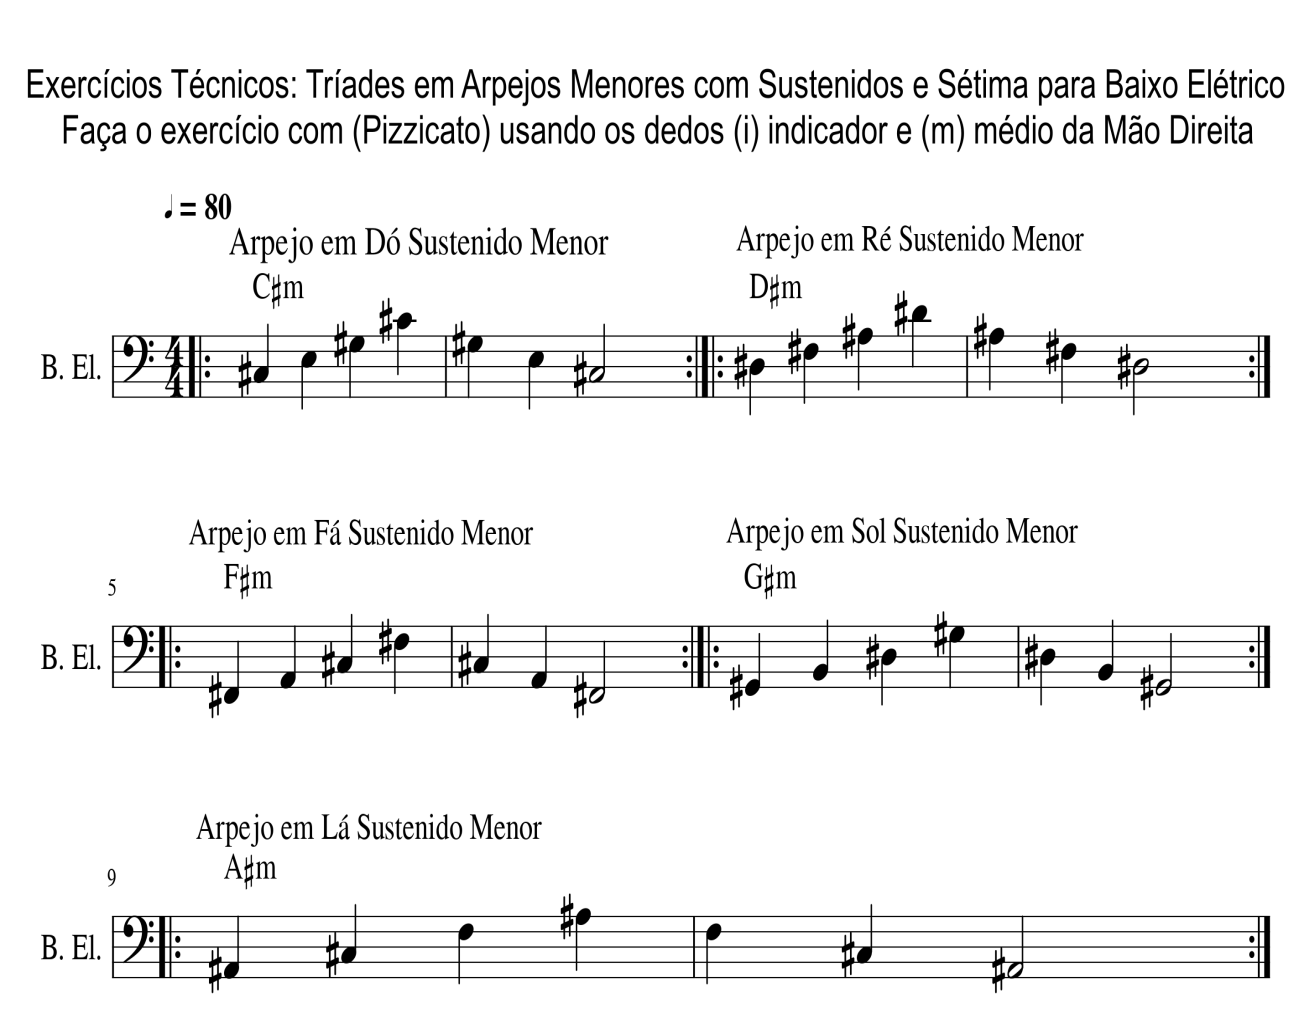 Exercícios Técnicos: Tríades em Arpejos Menores com Sustenidos e Sétima para Baixo Elétrico
Faça o exercício com (Pizzicato) usando os dedos (i) indicador e (m) médio da Mão Direita
♩ = 80
Arpejo em Dó Sustenido Menor
Arpejo em Ré Sustenido Menor
C♯m
D♯m
B. El.
4
4
Arpejo em Fá Sustenido Menor
Arpejo em Sol Sustenido Menor
5
F♯m
G♯m
B. El.
Arpejo em Lá Sustenido Menor
9
A♯m
B. El.